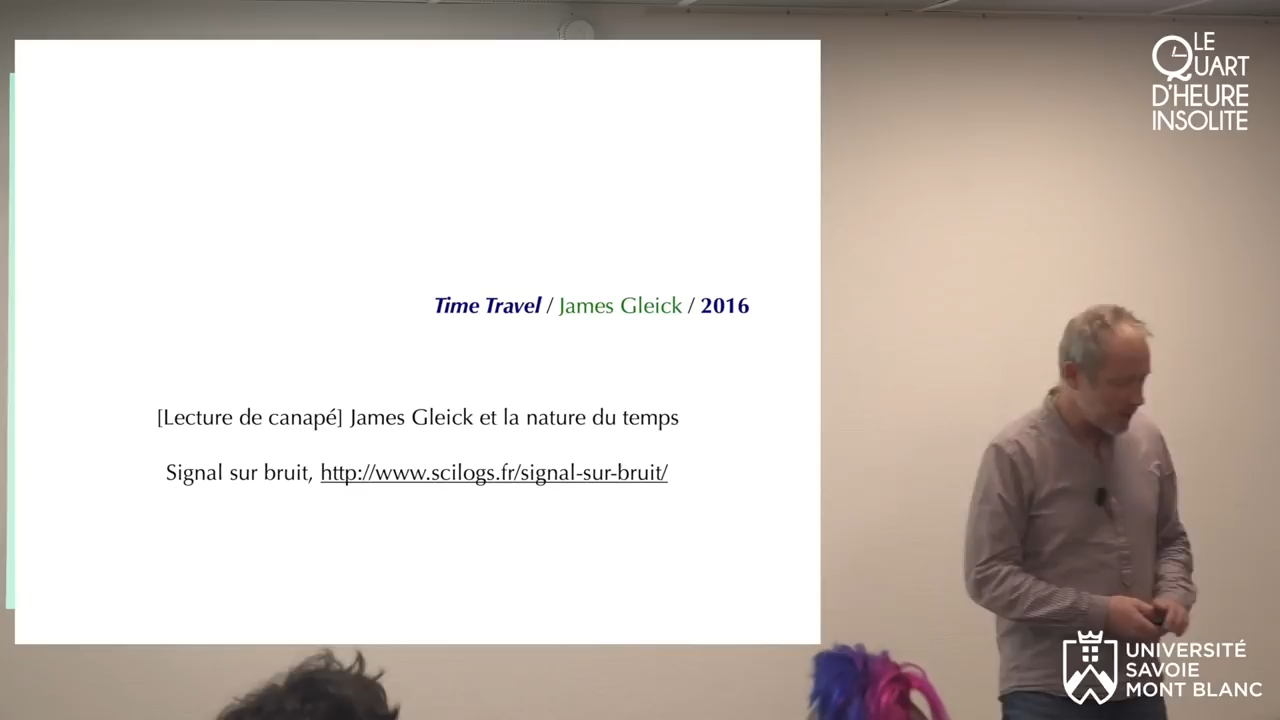 LE
QUART
D'HEURE
INSOLITE
Time Travel / James Gleick / 2016
[Lecture de canapé] James Gleick et la nature du temps
Signal sur bruit, http://www.scilogs.fr/signal-sur-bruit/
UNIVERSITÉ
SAVOIE
MONT BLANC